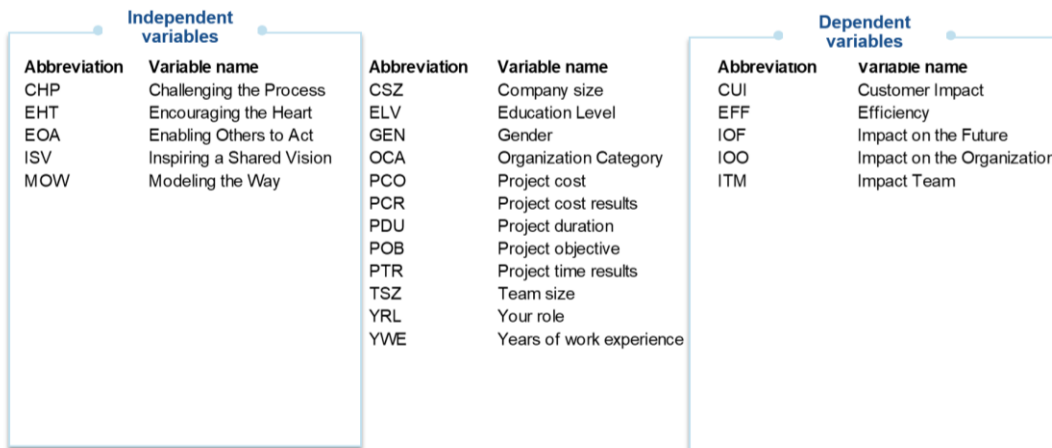 Independent
variables
Abbreviation Variable name
CHP Challenging the Process
EHT Encouraging the Heart
EOA Enabling Others to Act
ISV Inspiring a Shared Vision
MOW Modeling the Way
Abbreviation Variable name
CSZ Company size
ELV Education Level
GEN Gender
OCA Organization Category
PCO Project cost
PCR Project cost results
PDU Project duration
POB Project objective
PTR Project time results
TSZ Team size
YRL Your role
YWE Years of work experience
Dependent
variables
Abbreviation Variable name
CUI Customer Impact
EFF Efficiency
IOF Impact on the Future
IOO Impact on the Organization
ITM Impact Team